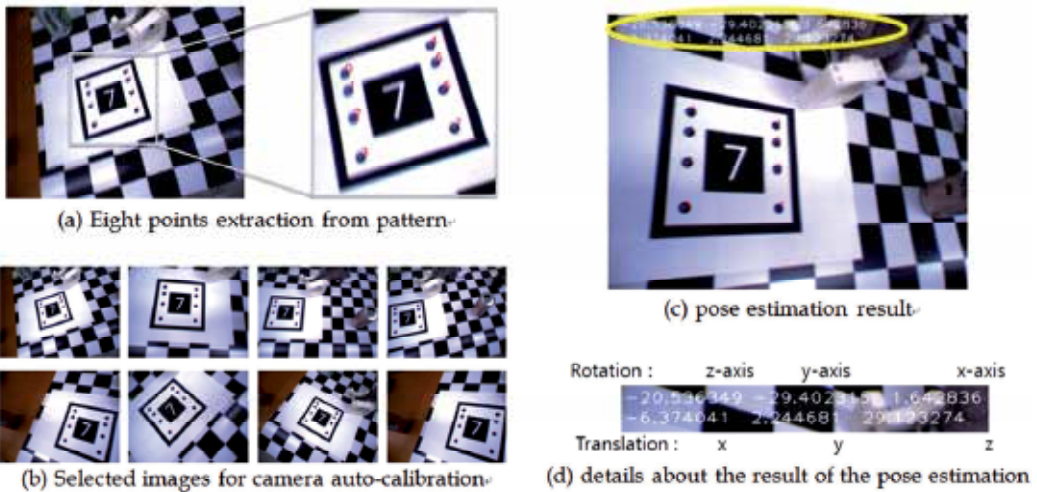 7
7
(a) Eight points extraction from pattern
7
7
7
7
7
7
7
7
(b) Selected images for camera auto-calibration
7
(c) pose estimation result
Rotation : z-axis y-axis x-axis
-20.536349 1.642836
-6.374041 2.244681 29.123274
Translation : x y z
(d) details about the result of the pose estimation